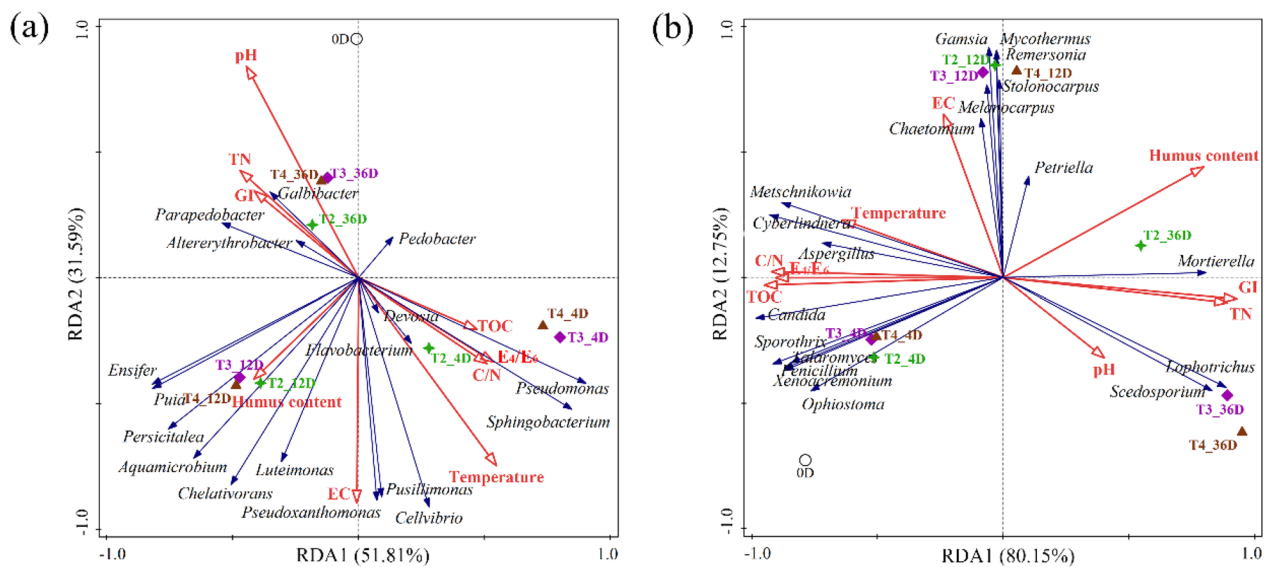 (a)
1.0
0D
pH
TN
T4_36D
T3_36D
GI
Galbibacter
Parapedobacter
T2_36D
Altererythrobacter
Pedobacter
RDA2 (31.59%)
Devosia
TOC
T4_4D
T3_4D
Flavobacterium
T2_4D
E4/E6
C/N
Ensifer
T3_12D
Pseudomonas
T2_12D
Puia
T4_12D
Humus content
Sphingobacterium
Persicitalea
Aquamicrobium
Luteimonas
Temperature
Chelativorans
EC
Pusillimonas
Pseudoxanthomonas
Cellvibrio
-1.0
-1.0
RDA1 (51.81%)
1.0
(b)
1.0
Gamsia
Mycothermus
T2_12D
Remersonia
T3_12D
T4_12D
Stolonocarpus
EC
Melanocarpus
Chaetomium
Humus content
Petriella
Metschnikowia
Temperature
Cyberlindnera
T2_36D
Aspergillus
Mortierella
C/N
E4/E6
RDA2 (12.75%)
TOC
GI
TN
Candida
T3_4D
T4_4D
Sporothrix
Talaromyces
T2_4D
Penicillium
pH
Lophotrichus
Xenoacremonium
Scedosporium
Ophiostoma
T3_36D
T4_36D
0D
-1.0
-1.0
RDA1 (80.15%)
1.0